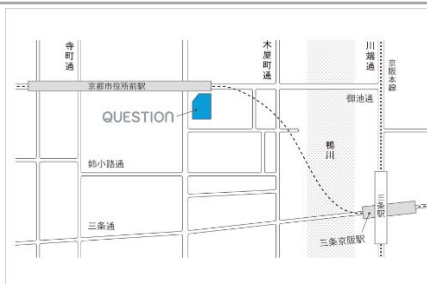 寺町通
木屋町通
川端通
京阪本線
京都市役所前駅
御池通
QUESTION
鴨川
姉小路通
三条駅
三条通
三条京阪駅